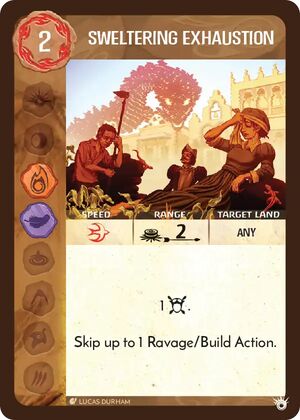 2 SWELTERING EXHAUSTION
SPEED RANGE TARGET LAND
2 ANY
1 .
Skip up to 1 Ravage/Build Action.
LUCAS DURHAM